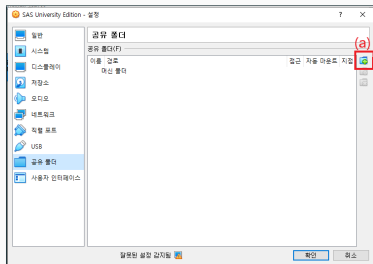 SAS University Edition - 설정
? ×
일반
시스템
디스플레이
저장소
오디오
네트워크
직렬 포트
USB
공유 폴더
사용자 인터페이스
공유 폴더
공유 폴더(F)
(a)
이름 경로 접근 자동 마운트 지점
머신 폴더
잘못된 설정 감지됨
확인 취소